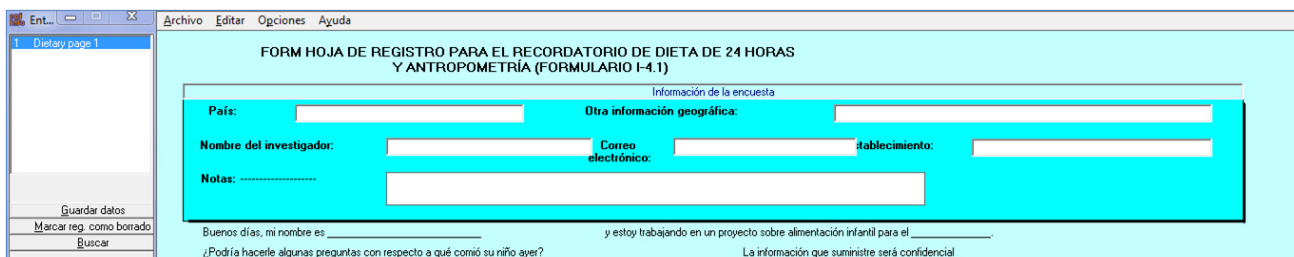 Ent...
Archivo Editar Opciones Ayuda
1 Dietary page 1
FORM HOJA DE REGISTRO PARA EL RECORDATORIO DE DIETA DE 24 HORAS
Y ANTROPOMETRÍA (FORMULARIO I-4.1)
Información de la encuesta
País: Otra información geográfica:
Nombre del investigador: Correo electrónico: stablecimiento:
Notas: -------------------
Guardar datos
Marcar reg. como borrado
Buscar
Buenos días, mi nombre es ______________________ y estoy trabajando en un proyecto sobre alimentación infantil para el ____________.
¿Podría hacerle algunas preguntas con respecto a qué comió su niño ayer? La información que suministre será confidencial